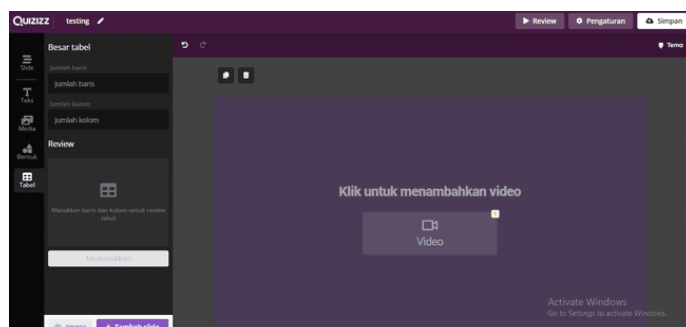 Quizizz
testing
Review
Pengaturan
Simpan
Tema
Slide
Teks
Media
Bentuk
Tabel
Besar tabel
Jumlah baris
jumlah baris
Jumlah kolom
jumlah kolom
Review
Masukkan baris dan kolom untuk review
tabel
Memasukkan
Import
+ Tambah slide
Klik untuk menambahkan video
Video
Activate Windows
Go to Settings to activate Windows.